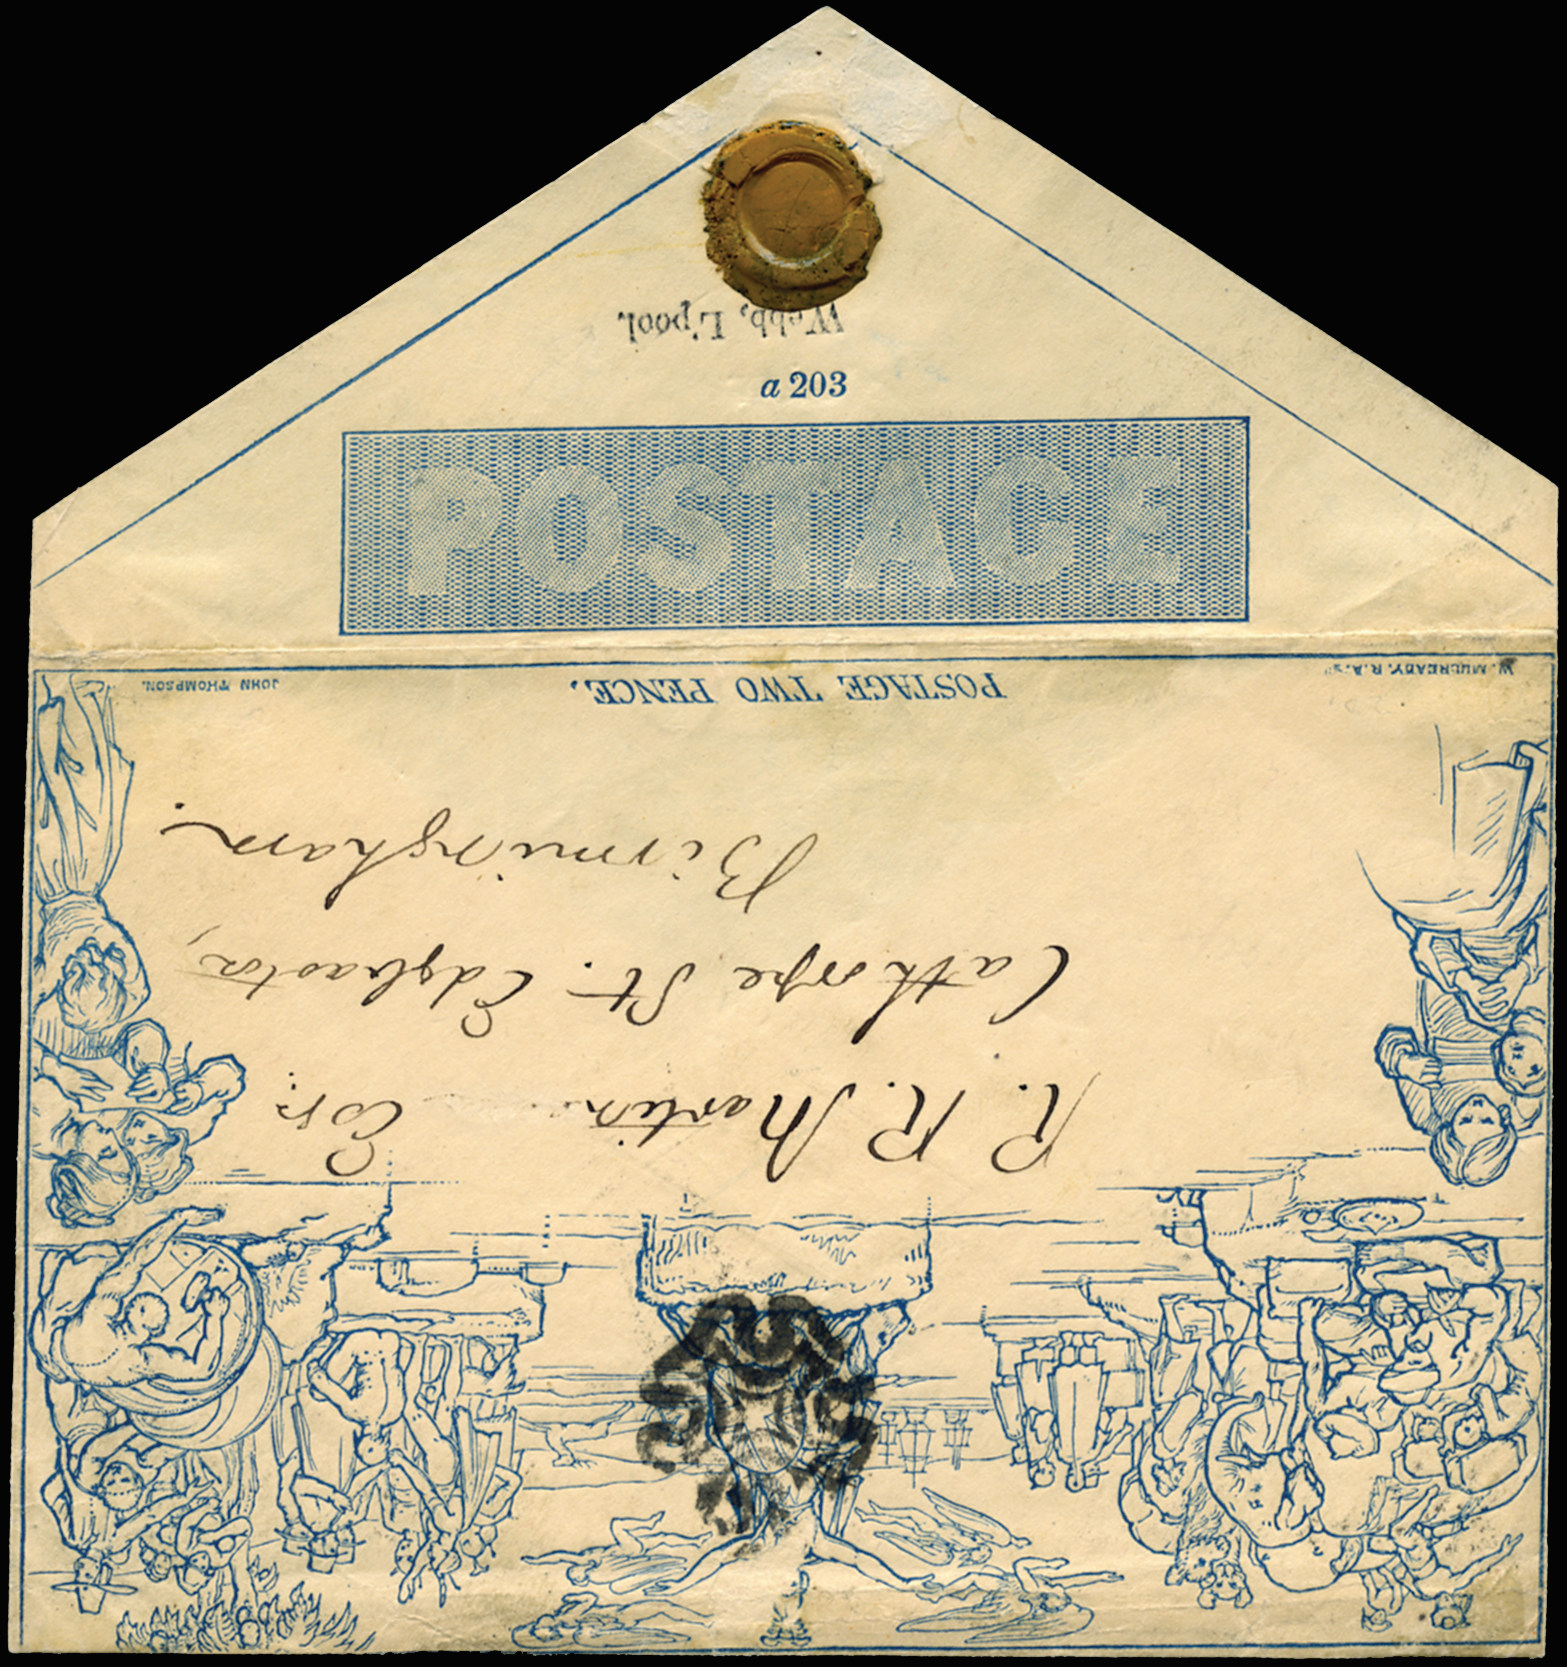 Webb, L'pool.
a 203
POSTAGE
W. MULREADY. R.A.
POSTAGE TWO PENCE.
JOHN THOMPSON.
R. R. Martin Esq.
Calthorpe St. Edgbaston,
Birmingham.